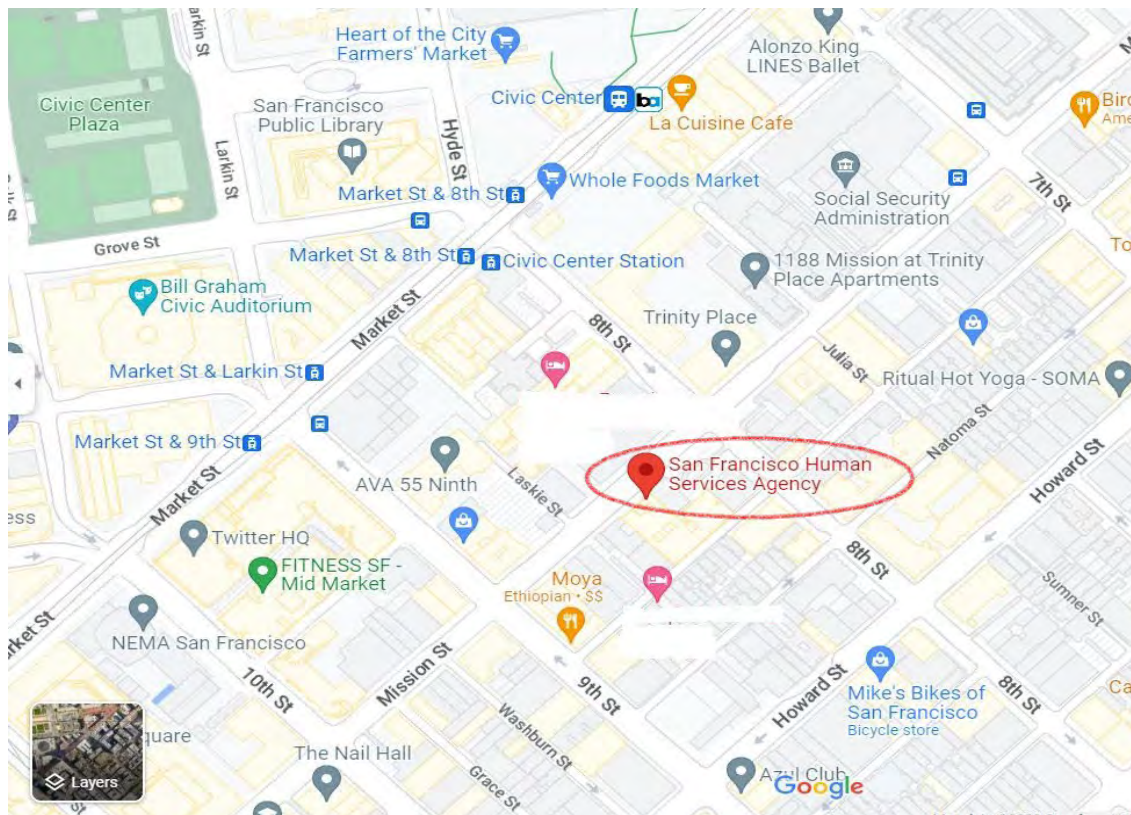 Larkin St
Heart of the City
Farmers' Market
Alonzo King
LINES Ballet
Civic Center
Plaza
San Francisco
Public Library
Civic Center
ba
La Cuisine Cafe
Hyde St
Larkin St
Market St & 8th St
Whole Foods Market
Social Security
Administration
7th St
Grove St
Market St & 8th St
Civic Center Station
1188 Mission at Trinity
Place Apartments
Bill Graham
Civic Auditorium
Market St
8th St
Trinity Place
Julia St
Market St & Larkin St
Ritual Hot Yoga - SOMA
Natoma St
Market St & 9th St
AVA 55 Ninth
Laskie St
San Francisco Human
Services Agency
Howard St
Market St
Twitter HQ
FITNESS SF -
Mid Market
8th St
Moya
Ethiopian • $$
Sumner St
NEMA San Francisco
10th St
Mission St
9th St
Howard St
Mike's Bikes of
San Francisco
Bicycle store
8th St
Washburn St
The Nail Hall
Grace St
Layers
Azul Club
Google